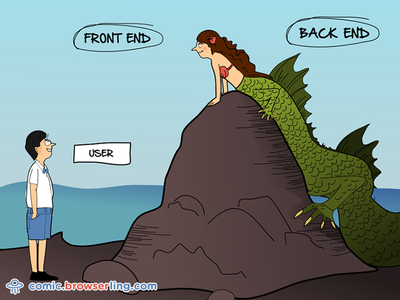 FRONT END
BACK END
USER
comic.browserling.com